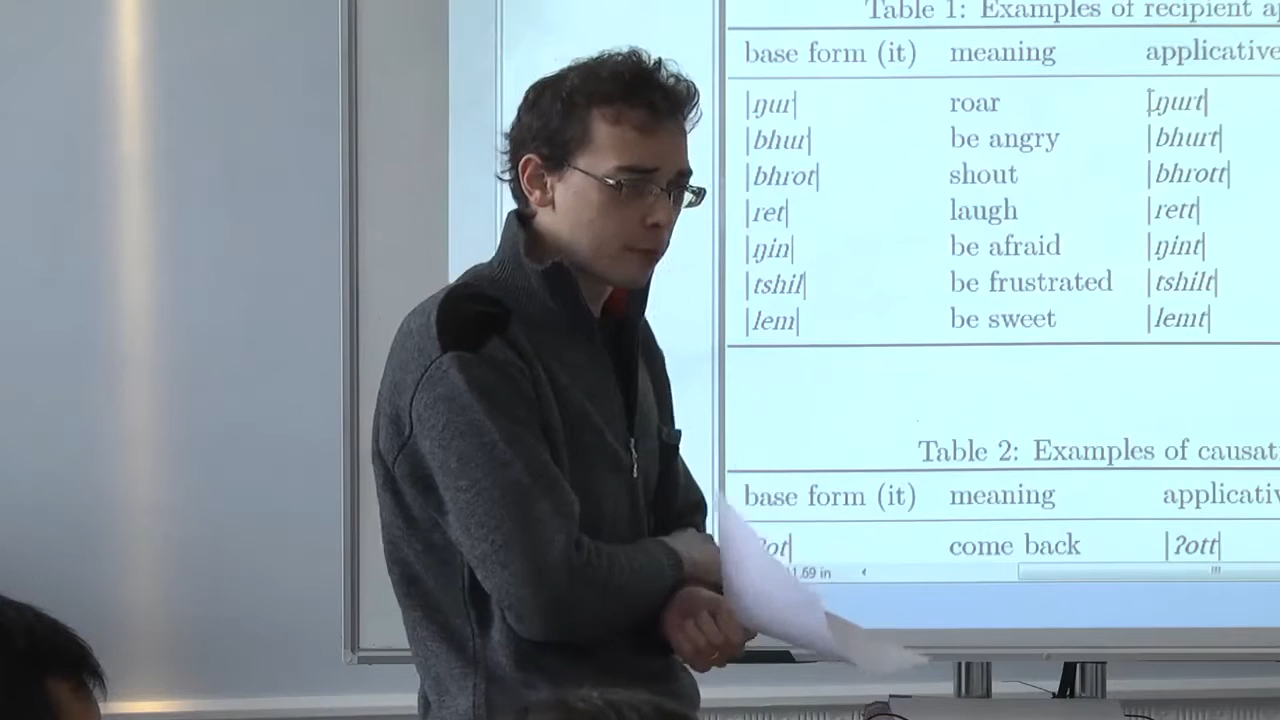 Table 1: Examples of recipient
base form (it) meaning applicative
|ŋur| roar |ŋurt|
|bhur| be angry |bhurt|
|bhrot| shout |bhrott|
|ret| laugh |rett|
|ŋin| be afraid |ŋint|
|tshil| be frustrated |tshilt|
|lem| be sweet |lemt|
Table 2: Examples of
base form (it) meaning
ot| come back |ʔott|
in